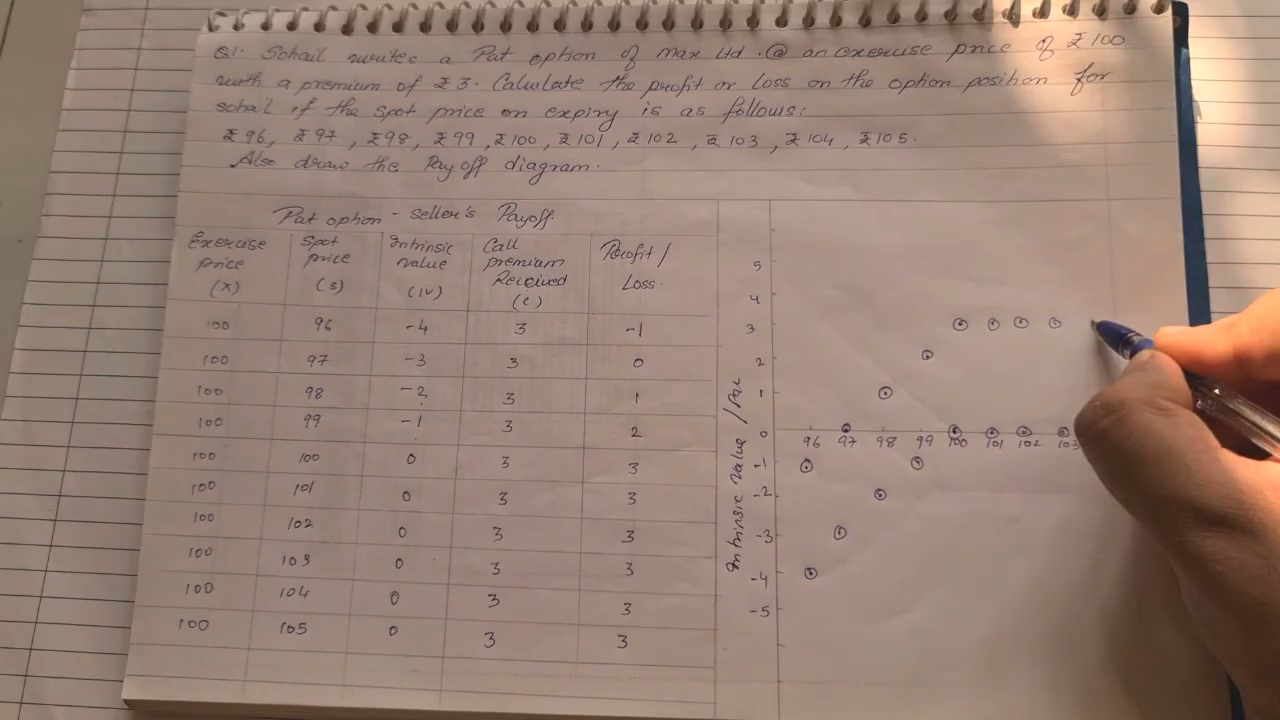 Q1. Sohail writes a Put option of Max Ltd. @ an exercise price of ₹100
with a premium of ₹3. Calculate the profit or Loss on the option position for
sohail if the spot price on expiry is as follows:
₹96, ₹97, ₹98, ₹99, ₹100, ₹101, ₹102, ₹103, ₹104, ₹105.
Also draw the Payoff diagram.
Put option - seller's Payoff.
Exercise price (X) Spot price (S) Intrinsic value (IV) Call premium Received (C) Profit / Loss.
100 96 -4 3 -1
100 97 -3 3 0
100 98 -2 3 1
100 99 -1 3 2
100 100 0 3 3
100 101 0 3 3
100 102 0 3 3
100 103 0 3 3
100 104 0 3 3
100 105 0 3 3
Intrinsic Value /
5
4
3
2
1
0
-1
-2
-3
-4
-5
96 97 98 99 100 101 102 103